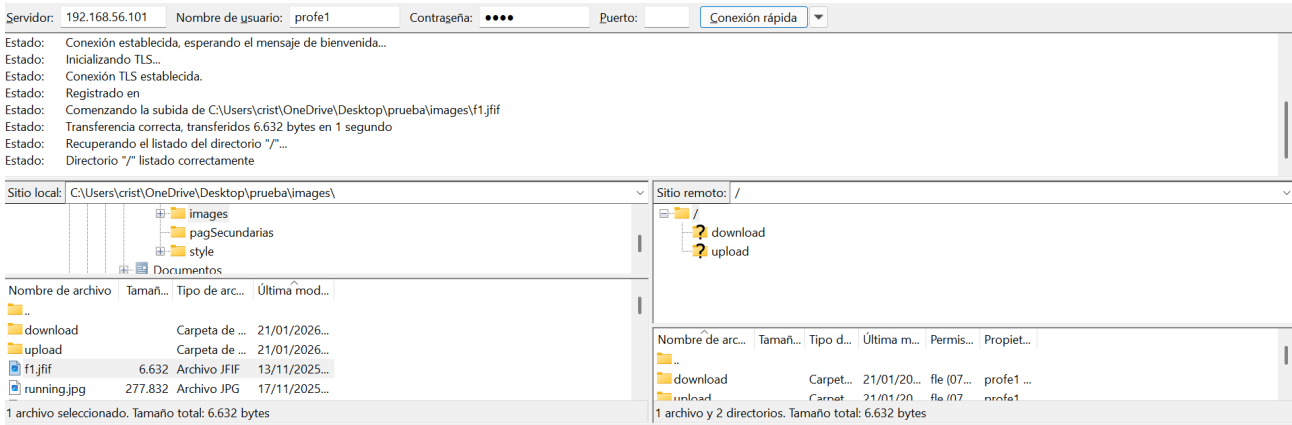 Servidor: 192.168.56.101 Nombre de usuario: profe1 Contraseña: •••• Puerto: Conexión rápida
Estado: Conexión establecida, esperando el mensaje de bienvenida...
Estado: Inicializando TLS...
Estado: Conexión TLS establecida.
Estado: Registrado en
Estado: Comenzando la subida de C:\Users\crist\OneDrive\Desktop\prueba\images\f1.jfif
Estado: Transferencia correcta, transferidos 6.632 bytes en 1 segundo
Estado: Recuperando el listado del directorio "/"...
Estado: Directorio "/" listado correctamente
Sitio local: C:\Users\crist\OneDrive\Desktop\prueba\images\
images
pagSecundarias
style
Documentos
Nombre de archivo Tamañ... Tipo de arc... Última mod...
..
download Carpeta de ... 21/01/2026...
upload Carpeta de ... 21/01/2026...
f1.jfif 6.632 Archivo JFIF 13/11/2025...
running.jpg 277.832 Archivo JPG 17/11/2025...
1 archivo seleccionado. Tamaño total: 6.632 bytes
Sitio remoto: /
/
? download
? upload
Nombre de arc... Tamañ... Tipo d... Última m... Permis... Propiet...
..
download Carpet... 21/01/20... fle (07... profe1 ...
upload Carpet... 21/01/20... fle (07... profe1 ...
1 archivo y 2 directorios. Tamaño total: 6.632 bytes